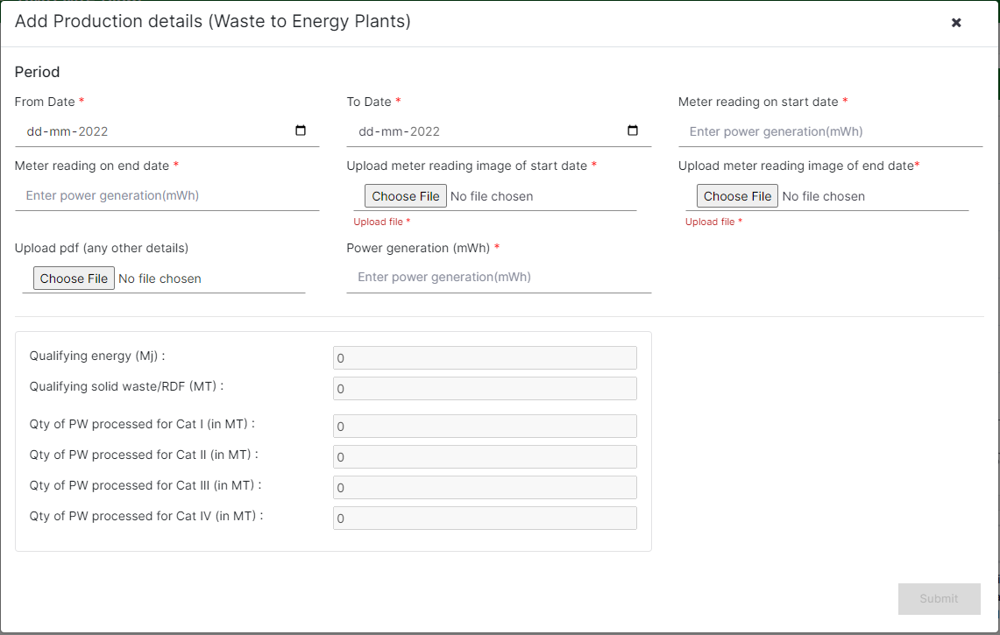 Add Production details (Waste to Energy Plants)
Period
From Date *
To Date *
Meter reading on start date *
dd-mm-2022
dd-mm-2022
Enter power generation(mWh)
Meter reading on end date *
Upload meter reading image of start date *
Upload meter reading image of end date*
Enter power generation(mWh)
Choose File No file chosen
Choose File No file chosen
Upload file *
Upload file *
Upload pdf (any other details)
Power generation (mWh) *
Choose File No file chosen
Enter power generation(mWh)
Qualifying energy (Mj) : 0
Qualifying solid waste/RDF (MT) : 0
Qty of PW processed for Cat I (in MT) : 0
Qty of PW processed for Cat II (in MT) : 0
Qty of PW processed for Cat III (in MT) : 0
Qty of PW processed for Cat IV (in MT) : 0
Submit